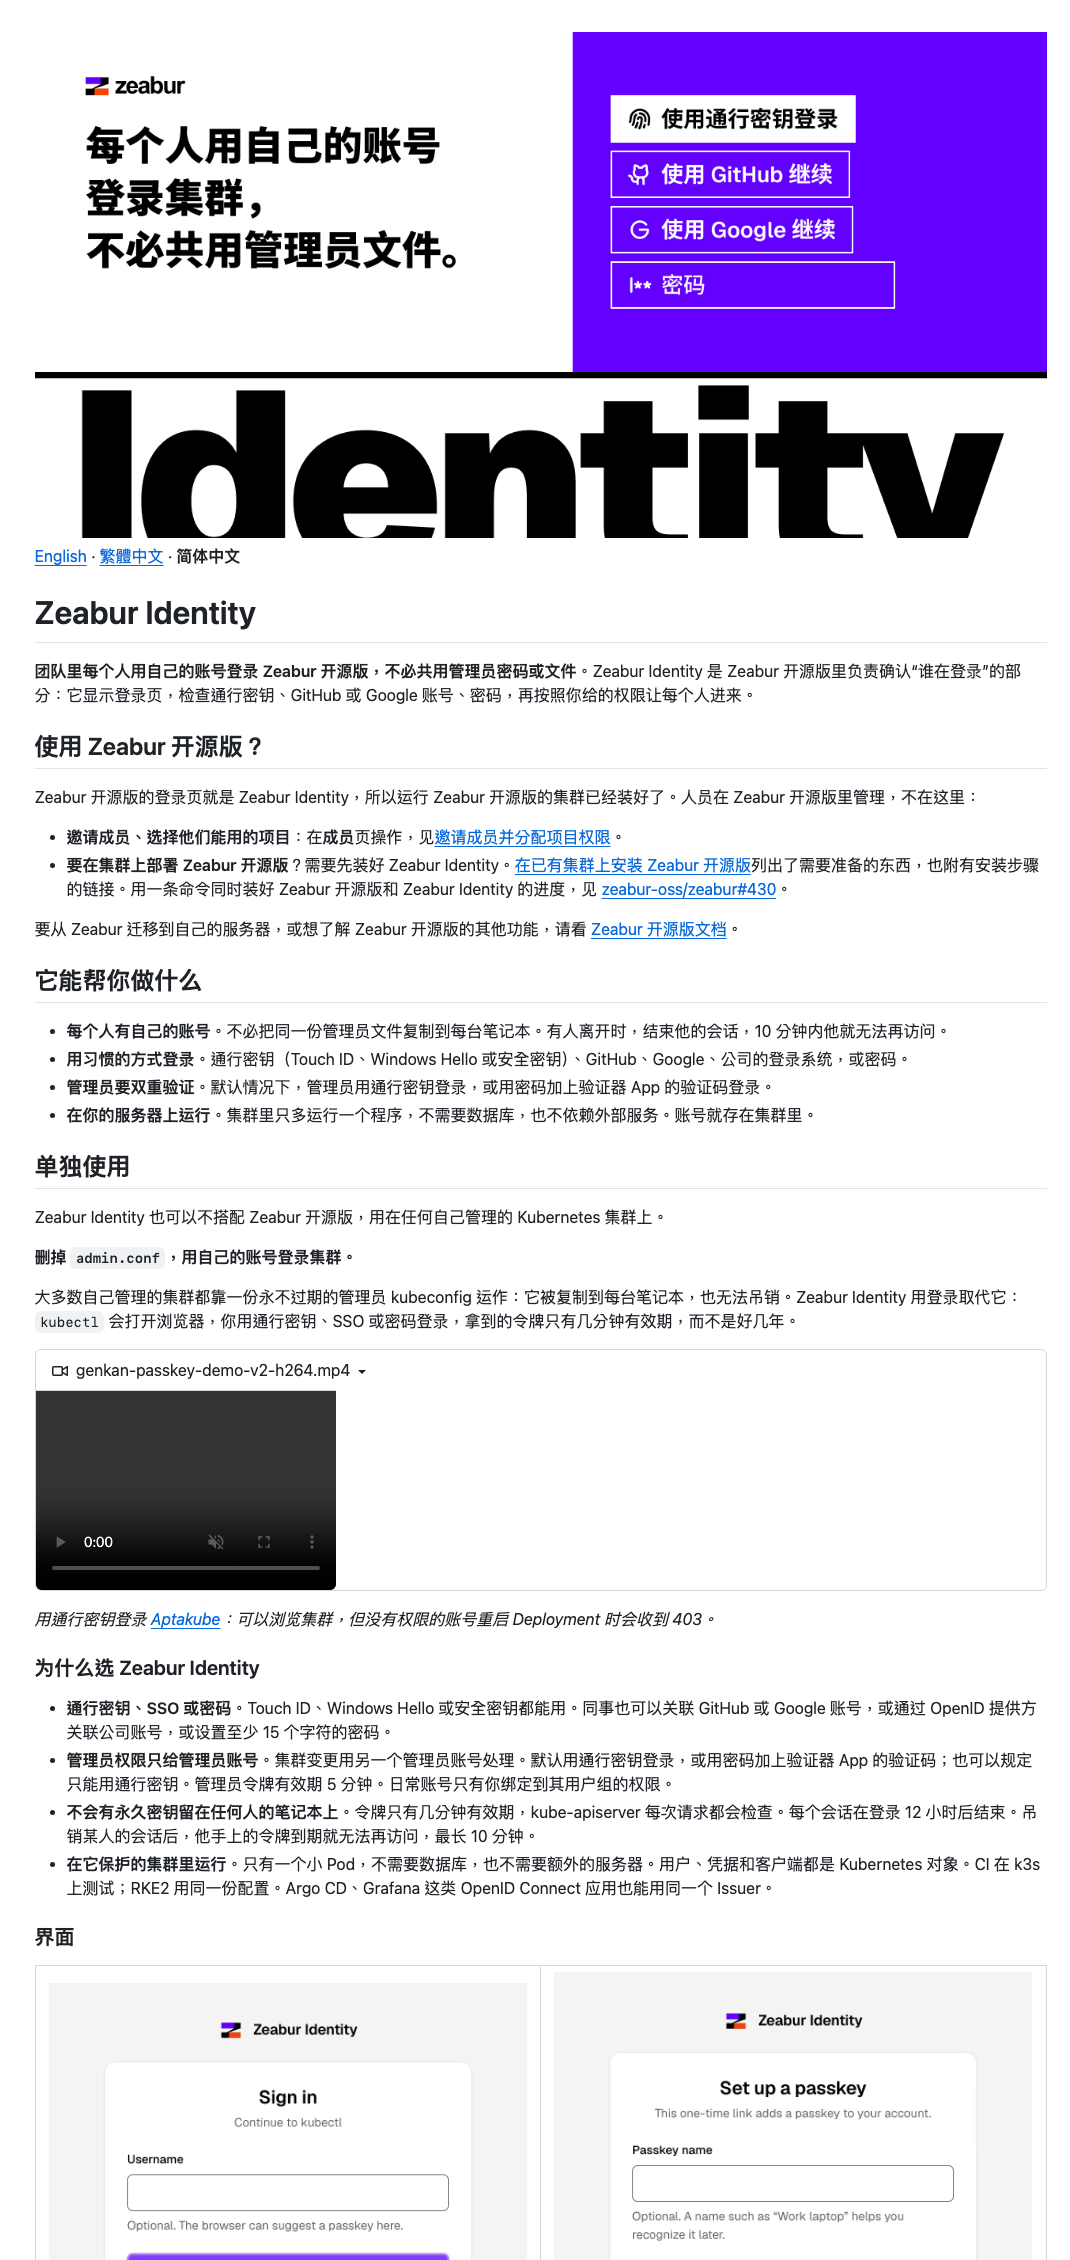 zeabur
每个人用自己的账号
登录集群，
不必共用管理员文件。
使用通行密钥登录
使用 GitHub 继续
使用 Google 继续
密码
Identity
English · 繁體中文 · 简体中文
Zeabur Identity
团队里每个人用自己的账号登录 Zeabur 开源版，不必共用管理员密码或文件。Zeabur Identity 是 Zeabur 开源版里负责确认“谁在登录”的部
分：它显示登录页，检查通行密钥、GitHub 或 Google 账号、密码，再按照你给的权限让每个人进来。
使用 Zeabur 开源版？
Zeabur 开源版的登录页就是 Zeabur Identity，所以运行 Zeabur 开源版的集群已经装好了。人员在 Zeabur 开源版里管理，不在这里：
• 邀请成员、选择他们能用的项目：在成员页操作，见邀请成员并分配项目权限。
• 要在集群上部署 Zeabur 开源版？需要先装好 Zeabur Identity。在已有集群上安装 Zeabur 开源版列出了需要准备的东西，也附有安装步骤
的链接。用一条命令同时装好 Zeabur 开源版和 Zeabur Identity 的进度，见 zeabur-oss/zeabur#430。
要从 Zeabur 迁移到自己的服务器，或想了解 Zeabur 开源版的其他功能，请看 Zeabur 开源版文档。
它能帮你做什么
• 每个人有自己的账号。不必把同一份管理员文件复制到每台笔记本。有人离开时，结束他的会话，10 分钟内他就无法再访问。
• 用习惯的方式登录。通行密钥（Touch ID、Windows Hello 或安全密钥）、GitHub、Google、公司的登录系统，或密码。
• 管理员要双重验证。默认情况下，管理员用通行密钥登录，或用密码加上验证器 App 的验证码登录。
• 在你的服务器上运行。集群里只多运行一个程序，不需要数据库，也不依赖外部服务。账号就存在集群里。
单独使用
Zeabur Identity 也可以不搭配 Zeabur 开源版，用在任何自己管理的 Kubernetes 集群上。
删掉 admin.conf，用自己的账号登录集群。
大多数自己管理的集群都靠一份永不过期的管理员 kubeconfig 运作：它被复制到每台笔记本，也无法吊销。Zeabur Identity 用登录取代它：
kubectl 会打开浏览器，你用通行密钥、SSO 或密码登录，拿到的令牌只有几分钟有效期，而不是好几年。
genkan-passkey-demo-v2-h264.mp4
0:00
用通行密钥登录 Aptakube：可以浏览集群，但没有权限的账号重启 Deployment 时会收到 403。
为什么选 Zeabur Identity
• 通行密钥、SSO 或密码。Touch ID、Windows Hello 或安全密钥都能用。同事也可以关联 GitHub 或 Google 账号，或通过 OpenID 提供方
关联公司账号，或设置至少 15 个字符的密码。
• 管理员权限只给管理员账号。集群变更用另一个管理员账号处理。默认用通行密钥登录，或用密码加上验证器 App 的验证码；也可以规定
只能用通行密钥。管理员令牌有效期 5 分钟。日常账号只有你绑定到其用户组的权限。
• 不会有永久密钥留在任何人的笔记本上。令牌只有几分钟有效期，kube-apiserver 每次请求都会检查。每个会话在登录 12 小时后结束。吊
销某人的会话后，他手上的令牌到期就无法再访问，最长 10 分钟。
• 在它保护的集群里运行。只有一个小 Pod，不需要数据库，也不需要额外的服务器。用户、凭据和客户端都是 Kubernetes 对象。CI 在 k3s
上测试；RKE2 用同一份配置。Argo CD、Grafana 这类 OpenID Connect 应用也能用同一个 Issuer。
界面
Zeabur Identity
Sign in
Continue to kubectl
Username
Optional. The browser can suggest a passkey here.
Zeabur Identity
Set up a passkey
This one-time link adds a passkey to your account.
Passkey name
Optional. A name such as “Work laptop” helps you
recognize it later.